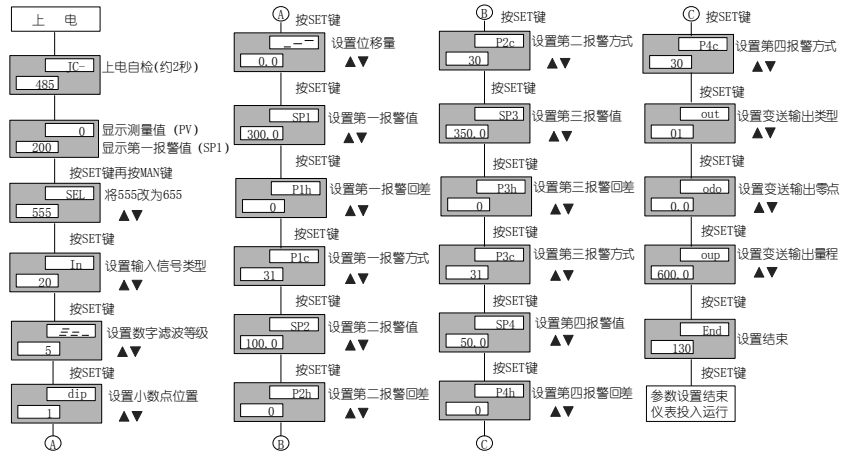 上 电
JC-
485
上电自检(约2秒)
0
200
显示测量值 (PV)
显示第一报警值 (SP1)
按SET键再按MAN键
SEL
555
将555改为655
▲▼
按SET键
In
20
设置输入信号类型
▲▼
按SET键
5
设置数字滤波等级
▲▼
按SET键
dip
1
设置小数点位置
▲▼
A
A
按SET键
0.0
设置位移量
▲▼
按SET键
SP1
300.0
设置第一报警值
▲▼
按SET键
P1h
0
设置第一报警回差
▲▼
按SET键
P1c
31
设置第一报警方式
▲▼
按SET键
SP2
100.0
设置第二报警值
▲▼
按SET键
P2h
0
设置第二报警回差
▲▼
B
B
按SET键
P2c
30
设置第二报警方式
▲▼
按SET键
SP3
350.0
设置第三报警值
▲▼
按SET键
P3h
0
设置第三报警回差
▲▼
按SET键
P3c
31
设置第三报警方式
▲▼
按SET键
SP4
50.0
设置第四报警值
▲▼
按SET键
P4h
0
设置第四报警回差
▲▼
C
C
按SET键
P4c
30
设置第四报警方式
▲▼
按SET键
out
01
设置变送输出类型
▲▼
按SET键
odo
0.0
设置变送输出零点
▲▼
按SET键
oup
600.0
设置变送输出量程
▲▼
按SET键
End
130
设置结束
按SET键
参数设置结束
仪表投入运行